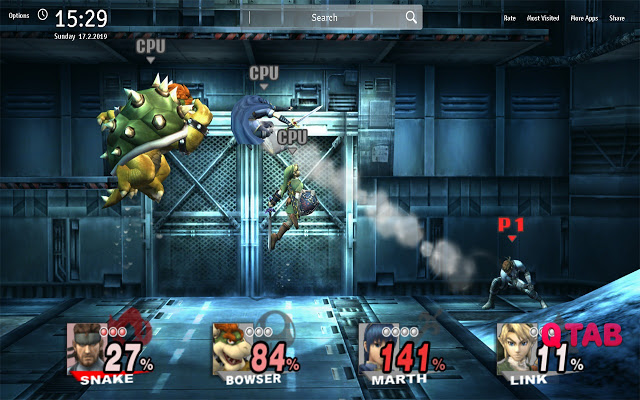 Options 15:29 Search Rate Most Visited More Apps Share
Sunday 17.2.2019
CPU
CPU
CPU
P1
27% 84% 141% 11% QTAB
SNAKE BOWSER MARTH LINK